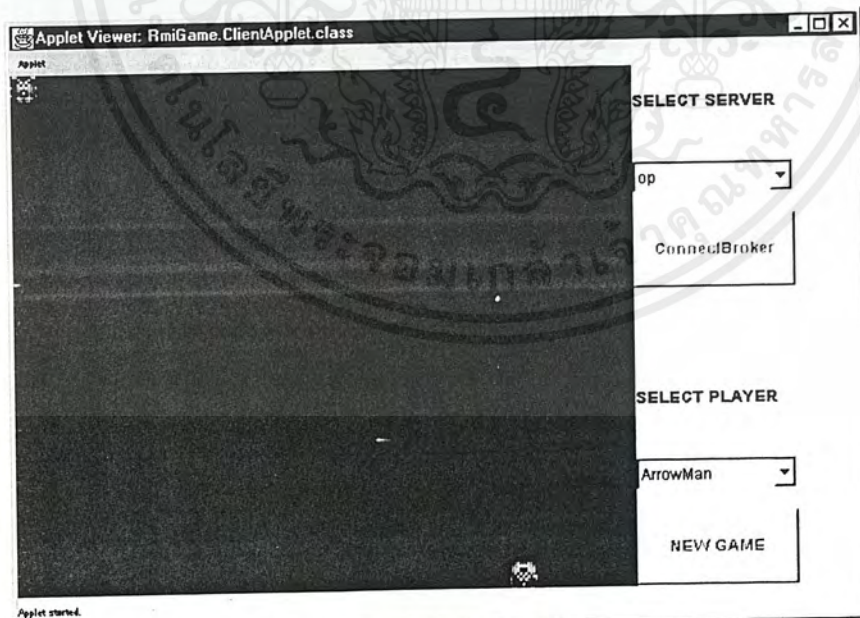 Applet Viewer: RmiGame.ClientApplet.class
Applet
SELECT SERVER
op
ConnectBroker
SELECT PLAYER
ArrowMan
NEW GAME
Applet started.